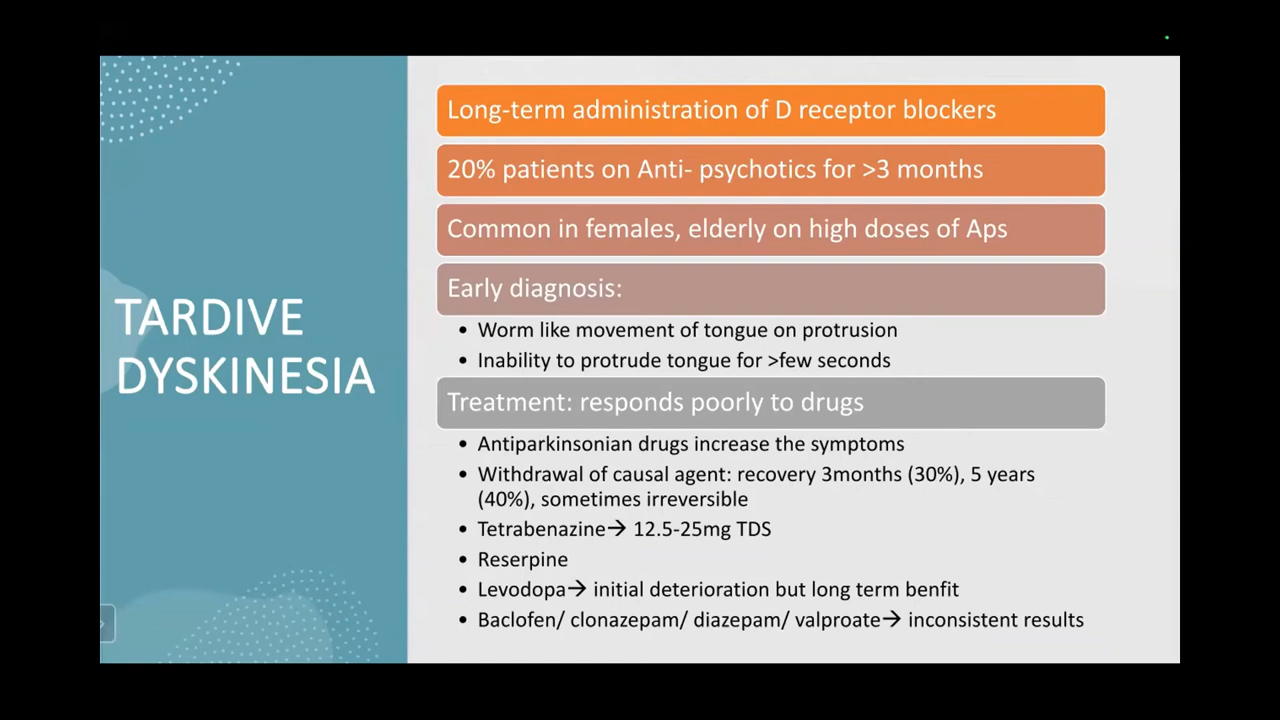 TARDIVE
DYSKINESIA
Long-term administration of D receptor blockers
20% patients on Anti- psychotics for >3 months
Common in females, elderly on high doses of Aps
Early diagnosis:
• Worm like movement of tongue on protrusion
• Inability to protrude tongue for >few seconds
Treatment: responds poorly to drugs
• Antiparkinsonian drugs increase the symptoms
• Withdrawal of causal agent: recovery 3months (30%), 5 years
(40%), sometimes irreversible
• Tetrabenazine→ 12.5-25mg TDS
• Reserpine
• Levodopa→ initial deterioration but long term benfit
• Baclofen/ clonazepam/ diazepam/ valproate→ inconsistent results